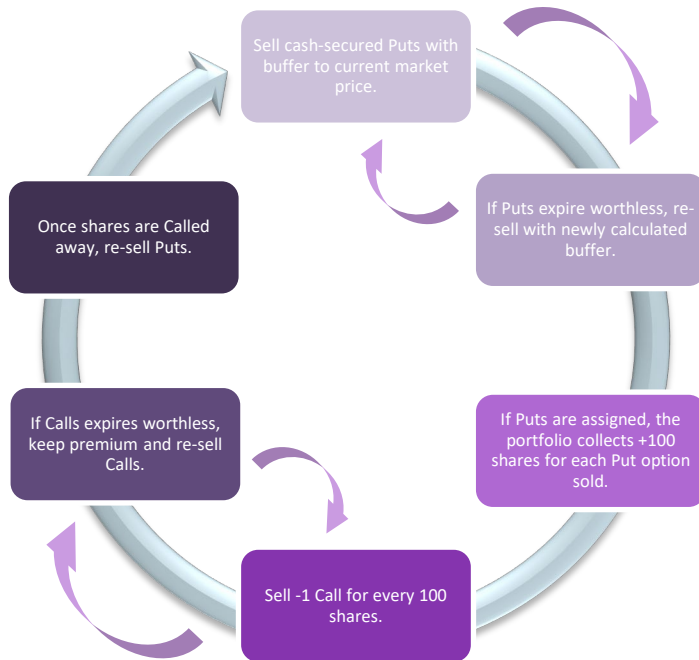 Sell cash-secured Puts with
buffer to current market
price.
If Puts expire worthless, re-
sell with newly calculated
buffer.
If Puts are assigned, the
portfolio collects +100
shares for each Put option
sold.
Sell -1 Call for every 100
shares.
If Calls expires worthless,
keep premium and re-sell
Calls.
Once shares are Called
away, re-sell Puts.